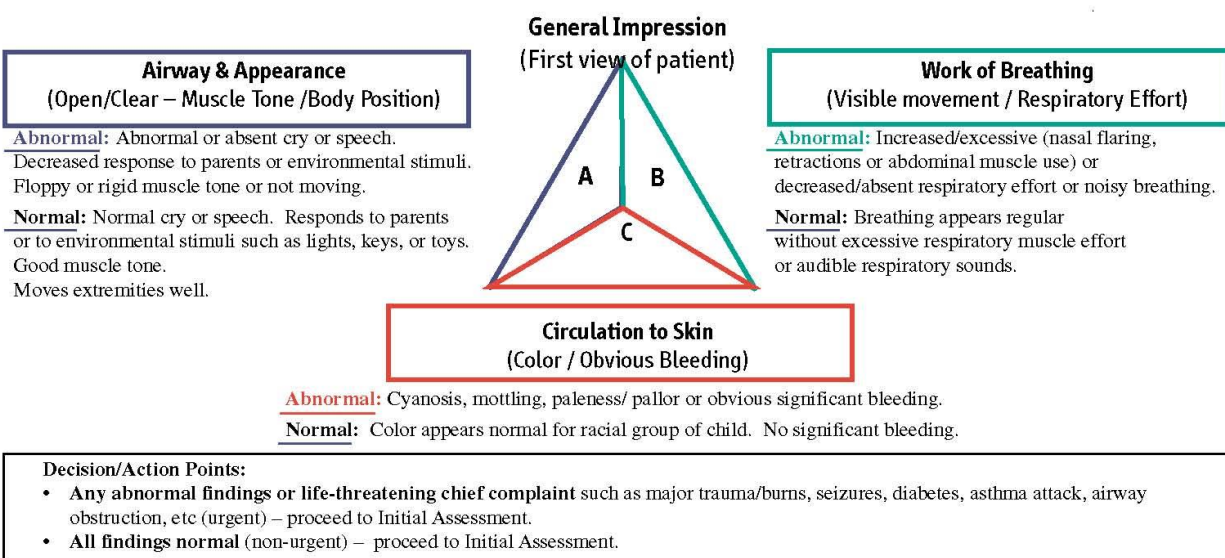 General Impression
(First view of patient)
Airway & Appearance
(Open/Clear – Muscle Tone /Body Position)
Abnormal: Abnormal or absent cry or speech.
Decreased response to parents or environmental stimuli.
Floppy or rigid muscle tone or not moving.
Normal: Normal cry or speech. Responds to parents
or to environmental stimuli such as lights, keys, or toys.
Good muscle tone.
Moves extremities well.
A
B
C
Work of Breathing
(Visible movement / Respiratory Effort)
Abnormal: Increased/excessive (nasal flaring,
retractions or abdominal muscle use) or
decreased/absent respiratory effort or noisy breathing.
Normal: Breathing appears regular
without excessive respiratory muscle effort
or audible respiratory sounds.
Circulation to Skin
(Color / Obvious Bleeding)
Abnormal: Cyanosis, mottling, paleness/ pallor or obvious significant bleeding.
Normal: Color appears normal for racial group of child. No significant bleeding.
Decision/Action Points:
• Any abnormal findings or life-threatening chief complaint such as major trauma/burns, seizures, diabetes, asthma attack, airway
obstruction, etc (urgent) – proceed to Initial Assessment.
• All findings normal (non-urgent) – proceed to Initial Assessment.